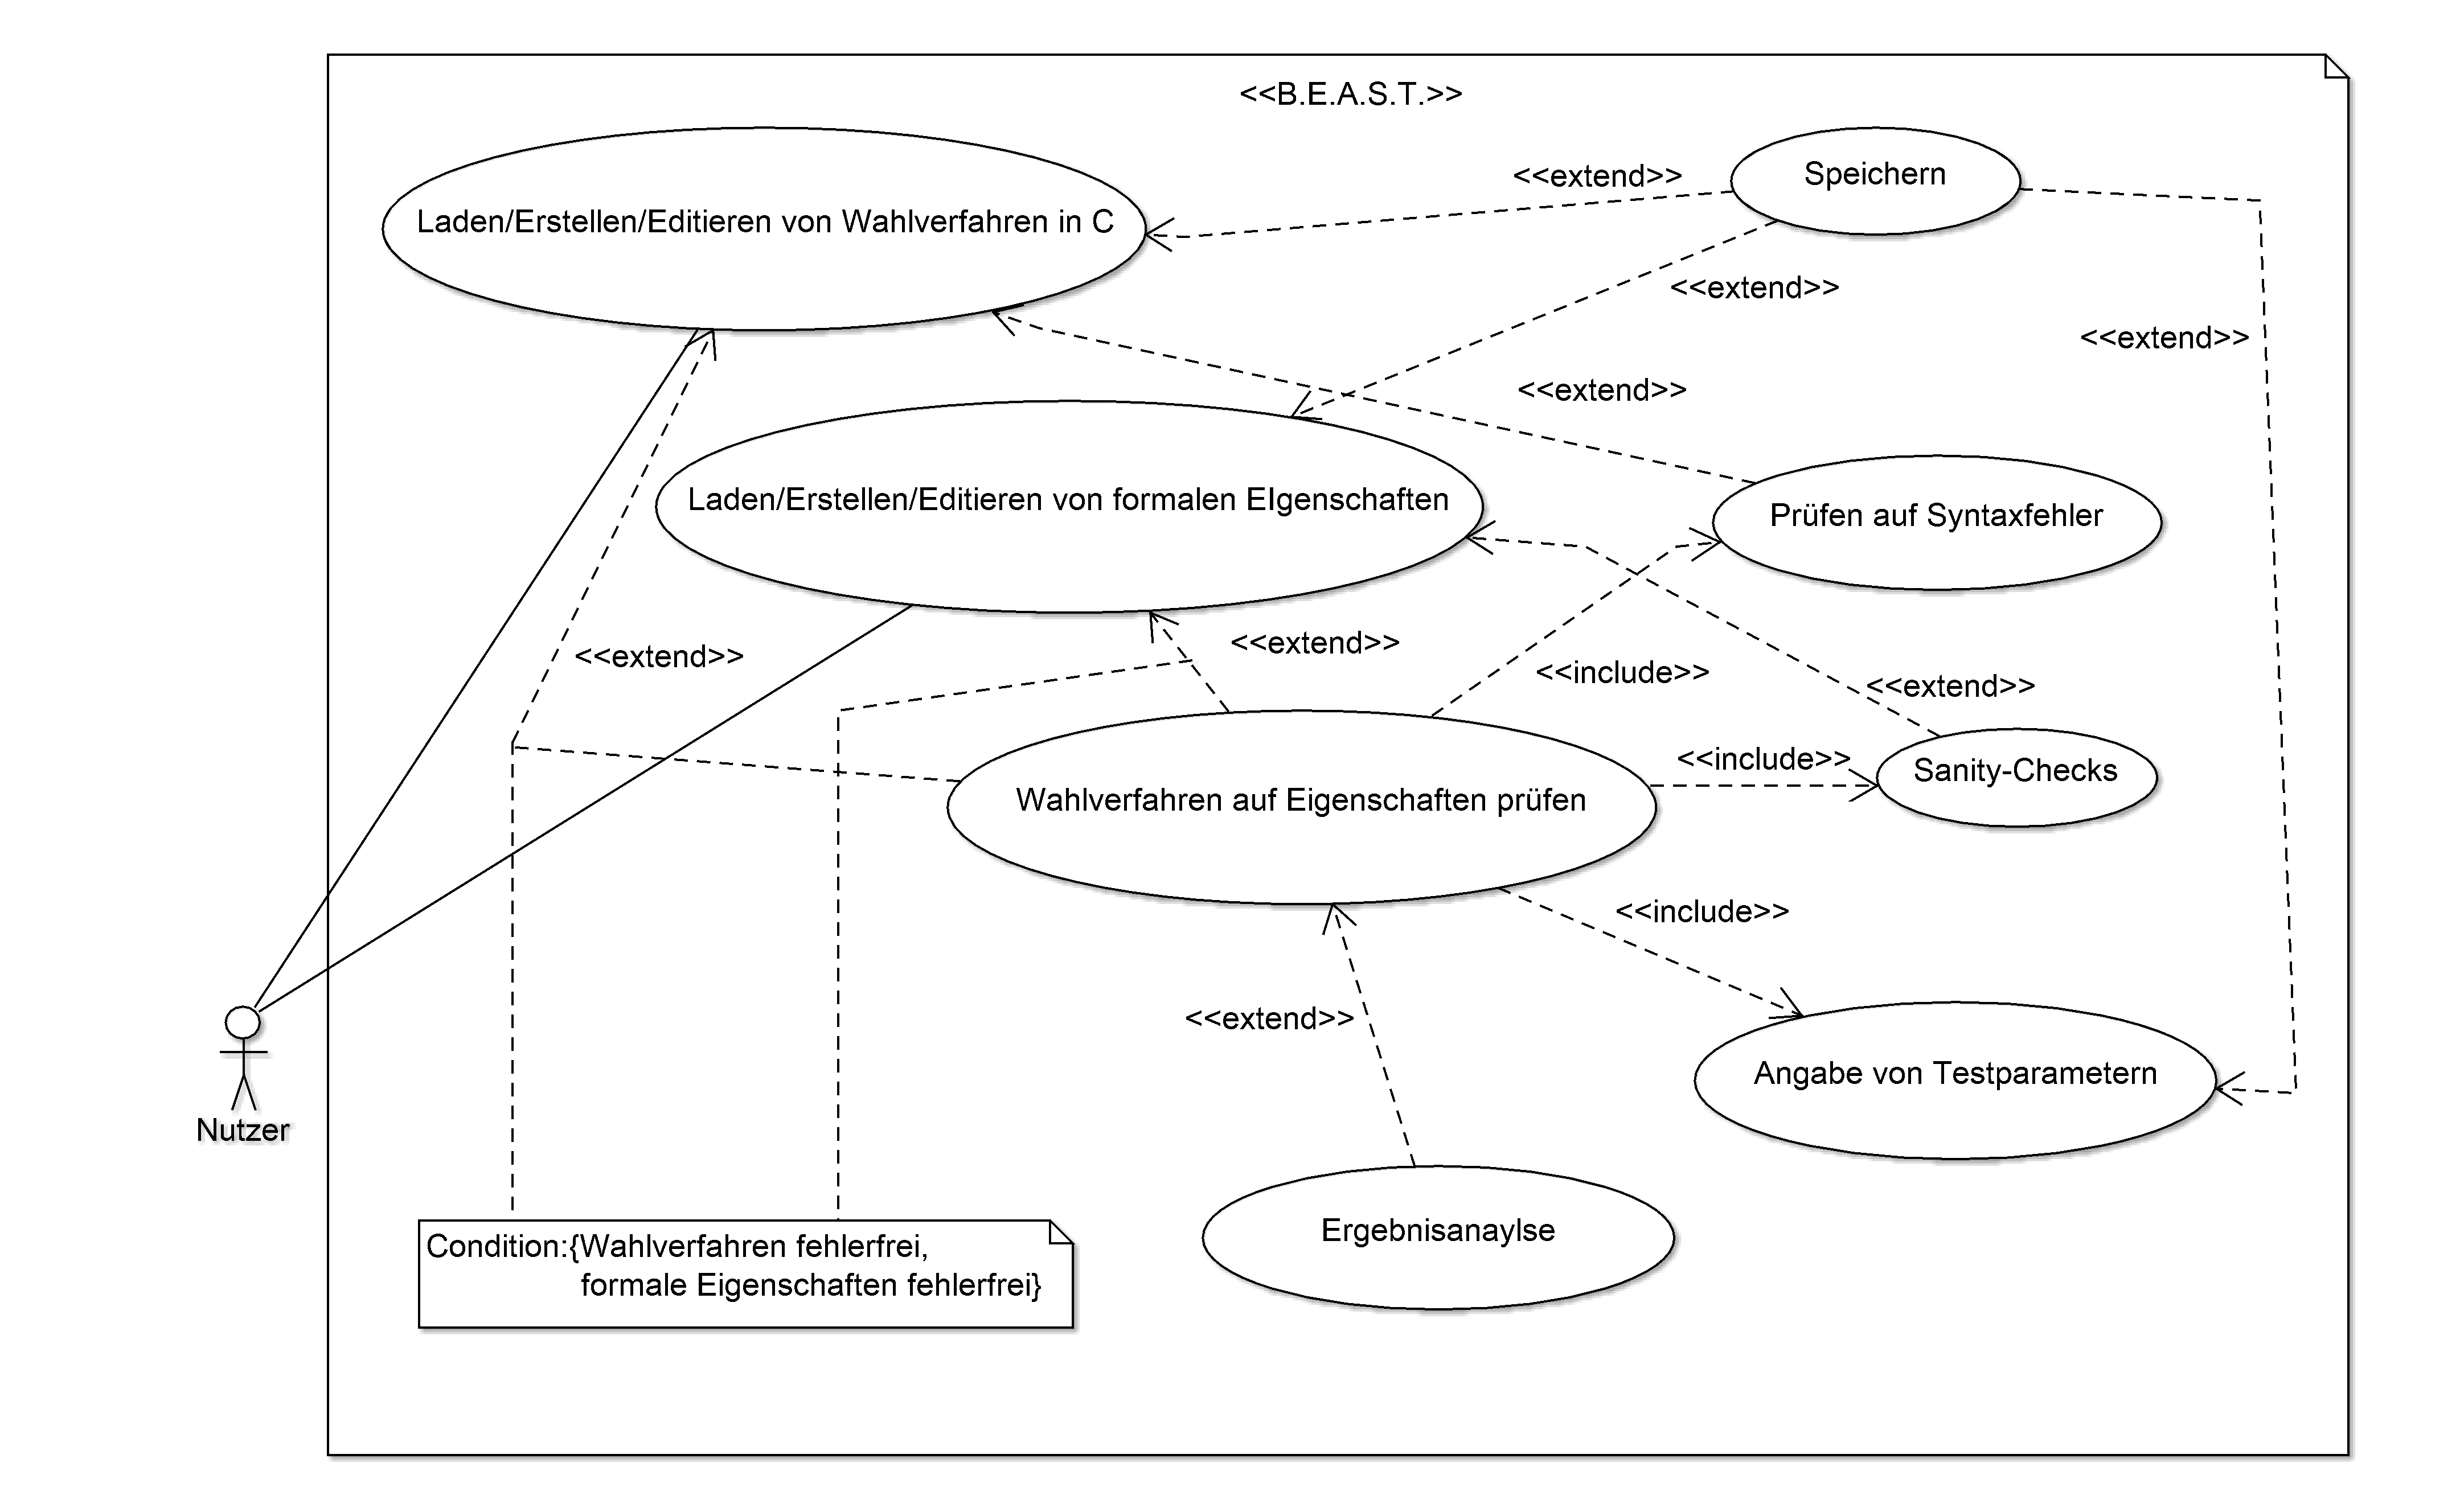 <<B.E.A.S.T.>>
Speichern
<<extend>>
Laden/Erstellen/Editieren von Wahlverfahren in C
<<extend>>
<<extend>>
<<extend>>
Laden/Erstellen/Editieren von formalen EIgenschaften
Prüfen auf Syntaxfehler
<<extend>>
<<extend>>
<<include>>
<<extend>>
<<include>>
Sanity-Checks
Wahlverfahren auf Eigenschaften prüfen
<<include>>
<<extend>>
Angabe von Testparametern
Nutzer
Ergebnisanaylse
Condition:{Wahlverfahren fehlerfrei,
formale Eigenschaften fehlerfrei}